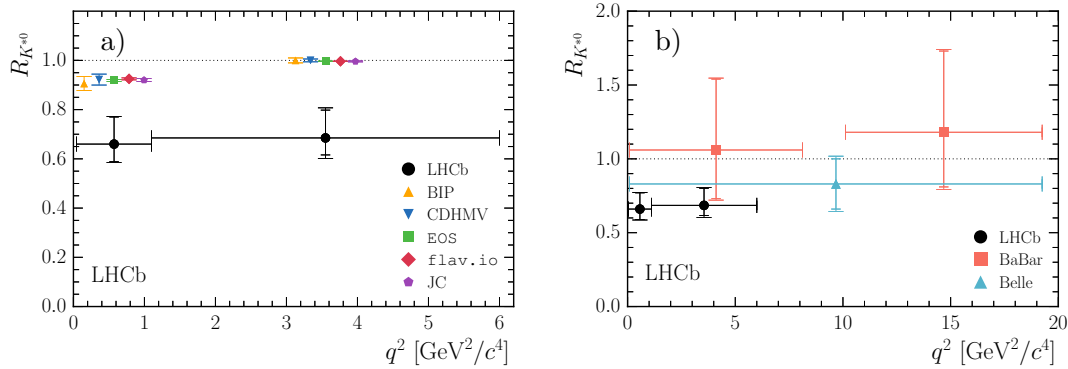 a)
R_{K^{*0}}
1.0
0.8
0.6
0.4
0.2
0.0
LHCb
BIP
CDHMV
EOS
flav.io
JC
LHCb
0 1 2 3 4 5 6
q² [GeV²/c⁴]
b)
R_{K^{*0}}
2.0
1.5
1.0
0.5
0.0
LHCb
BaBar
Belle
LHCb
0 5 10 15 20
q² [GeV²/c⁴]